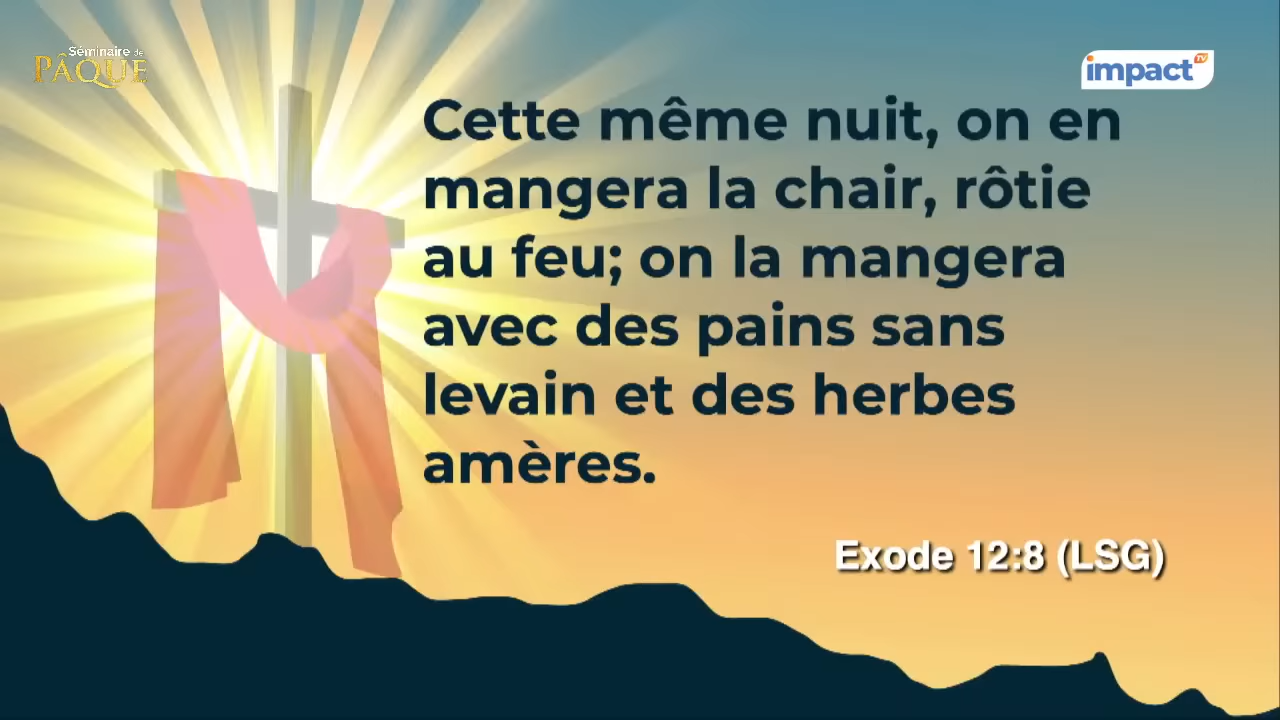 Séminaire de
PÂQUE
impact TV
Cette même nuit, on en
mangera la chair, rôtie
au feu; on la mangera
avec des pains sans
levain et des herbes
amères.
Exode 12:8 (LSG)